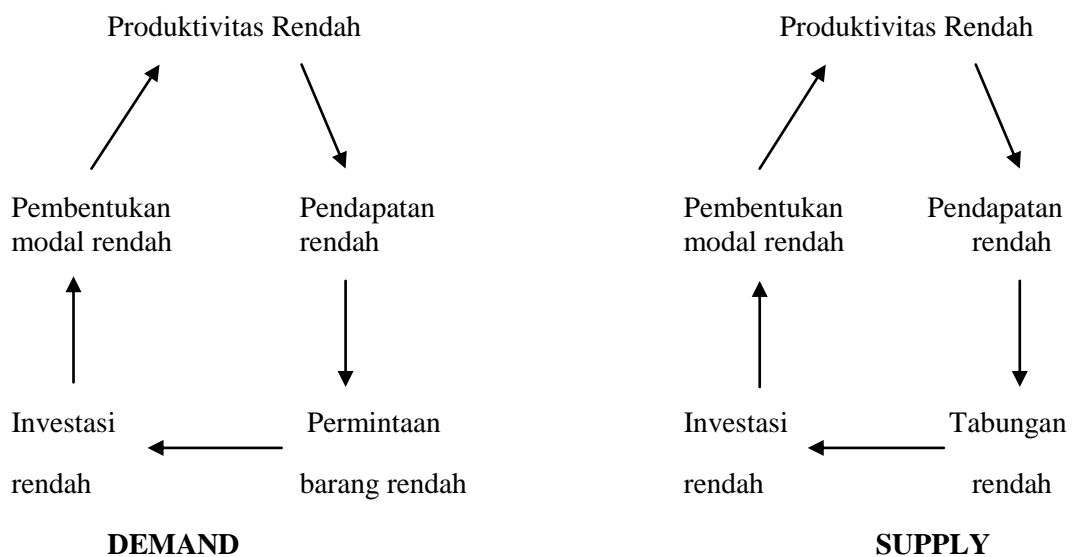 Produktivitas Rendah
Pembentukan
modal rendah
Pendapatan
rendah
Investasi
rendah
Permintaan
barang rendah
DEMAND
Produktivitas Rendah
Pembentukan
modal rendah
Pendapatan
rendah
Investasi
rendah
Tabungan
rendah
SUPPLY